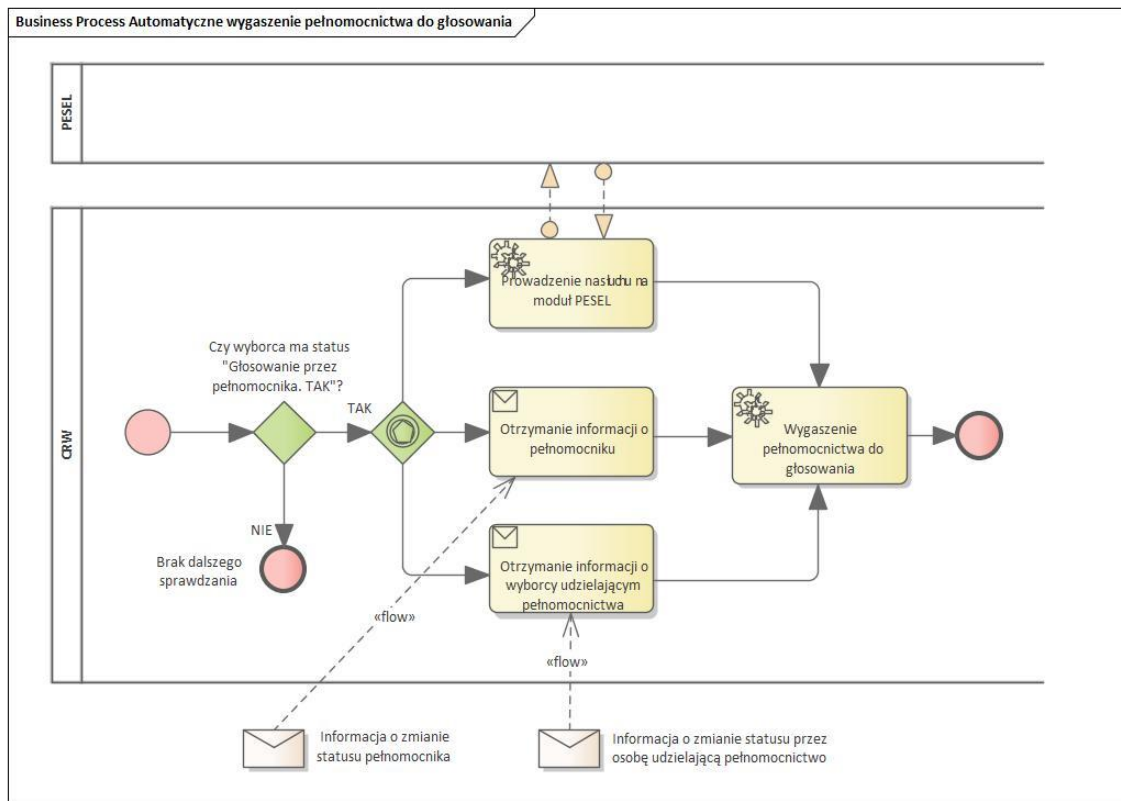 Business Process Automatyczne wygaszenie pełnomocnictwa do głosowania
PESEL
CRW
Prowadzenie nasłuchu na
moduł PESEL
Czy wyborca ma status
"Głosowanie przez
pełnomocnika. TAK"?
TAK
Otrzymanie informacji o
pełnomocniku
Wygaszenie
pełnomocnictwa do
głosowania
NIE
Brak dalszego
sprawdzania
Otrzymanie informacji o
wyborcy udzielającym
pełnomocnictwa
«flow»
«flow»
Informacja o zmianie
statusu pełnomocnika
Informacja o zmianie statusu przez
osobę udzielającą pełnomocnictwo